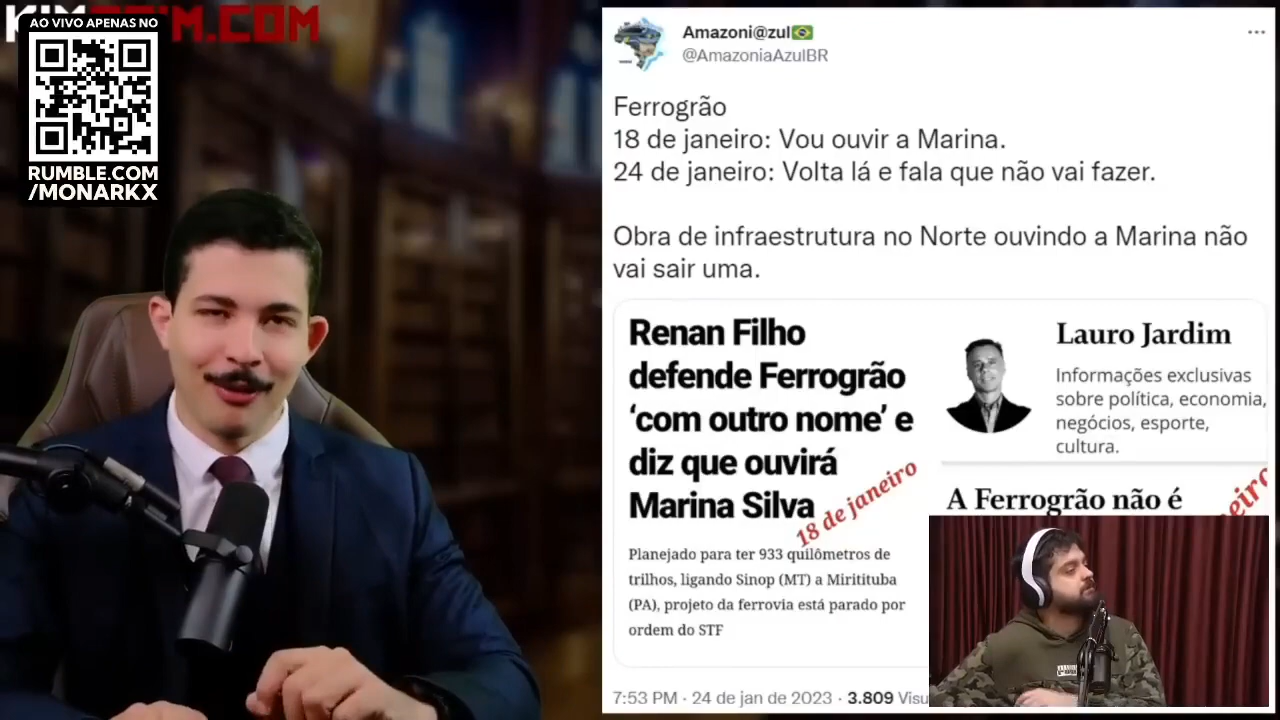 AO VIVO APENAS NO
RUMBLE.COM
/MONARKX
Amazoni@zul
@AmazoniaAzulBR
Ferrogrão
18 de janeiro: Vou ouvir a Marina.
24 de janeiro: Volta lá e fala que não vai fazer.
Obra de infraestrutura no Norte ouvindo a Marina não
vai sair uma.
Renan Filho
defende Ferrogrão
‘com outro nome’ e
diz que ouvirá
Marina Silva
18 de janeiro
Planejado para ter 933 quilômetros de
trilhos, ligando Sinop (MT) a Miritituba
(PA), projeto da ferrovia está parado por
ordem do STF
Lauro Jardim
Informações exclusivas
sobre política, economia,
negócios, esporte,
cultura.
A Ferrogrão não é
7:53 PM · 24 de jan de 2023 · 3.809 Visu